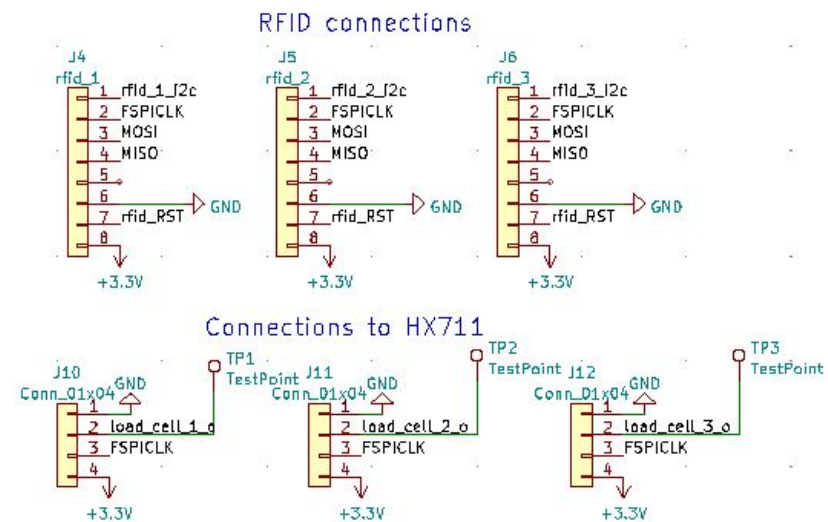 RFID connections
J4 J5 J6
rfid_1 rfid_2 rfid_3
1 rfid_1_i2c 1 rfid_2_i2c 1 rfid_3_i2c
2 FSPICLK 2 FSPICLK 2 FSPICLK
3 MOSI 3 MOSI 3 MOSI
4 MISO 4 MISO 4 MISO
5 5 5
6 GND 6 GND 6 GND
7 rfid_RST 7 rfid_RST 7 rfid_RST
8 8 8
+3.3V +3.3V +3.3V
Connections to HX711
TP1 TP2 TP3
TestPoint TestPoint TestPoint
J10 GND J11 GND J12 GND
Conn_01x04 Conn_01x04 Conn_01x04
1 1 1
2 load_cell_1_o 2 load_cell_2_o 2 load_cell_3_o
3 FSPICLK 3 FSPICLK 3 FSPICLK
4 4 4
+3.3V +3.3V +3.3V